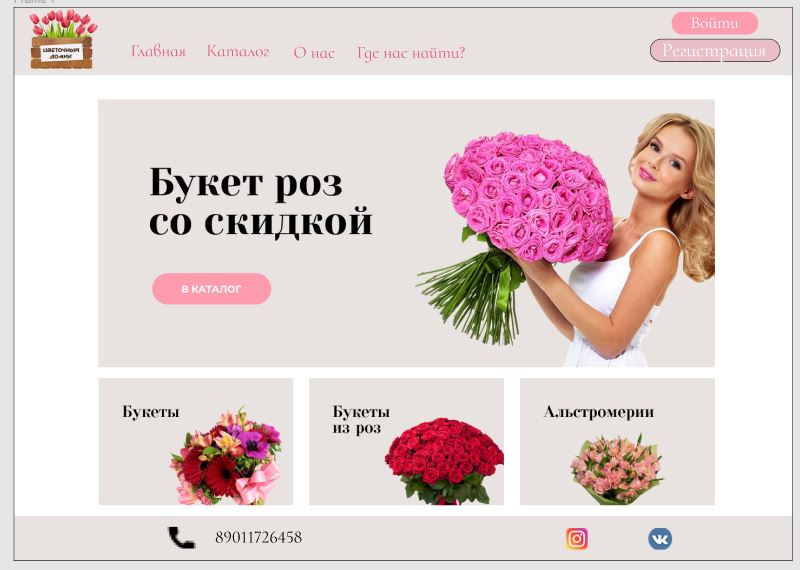 Frame 1
ЦВЕТОЧНЫЙ
ДОМИК
Главная
Каталог
О нас
Где нас найти?
Войти
Регистрация
Букет роз
со скидкой
В КАТАЛОГ
Букеты
Букеты
из роз
Альстромерии
89011726458